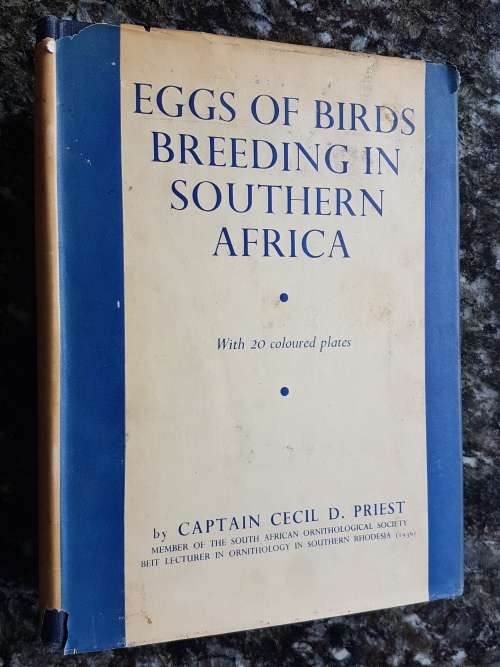 EGGS OF BIRDS
BREEDING IN
SOUTHERN
AFRICA
With 20 coloured plates
by CAPTAIN CECIL D. PRIEST
MEMBER OF THE SOUTH AFRICAN ORNITHOLOGICAL SOCIETY
BEIT LECTURER IN ORNITHOLOGY IN SOUTHERN RHODESIA (1936)